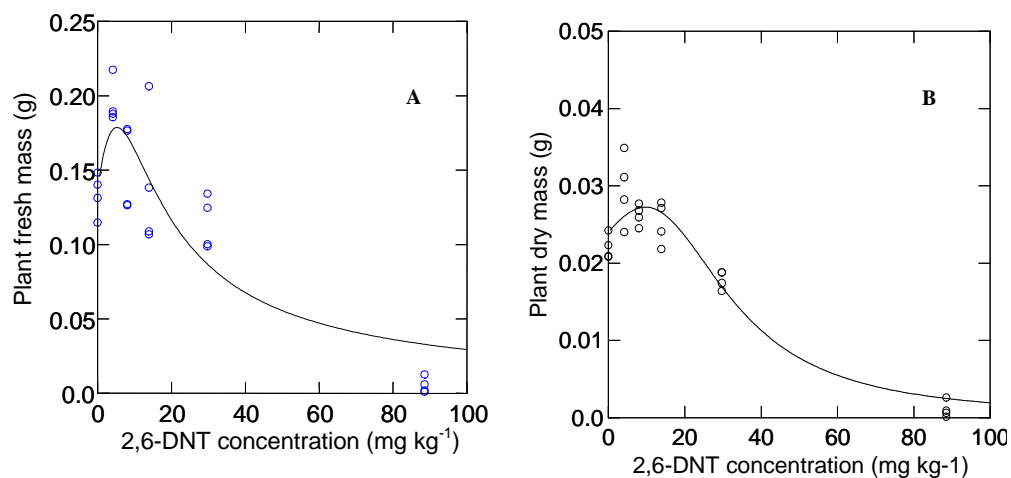 0.25
0.20
0.15
0.10
0.05
0.0
0 20 40 60 80 100
Plant fresh mass (g)
2,6-DNT concentration (mg kg-1)
A
0.05
0.04
0.03
0.02
0.01
0.0
0 20 40 60 80 100
Plant dry mass (g)
2,6-DNT concentration (mg kg-1)
B